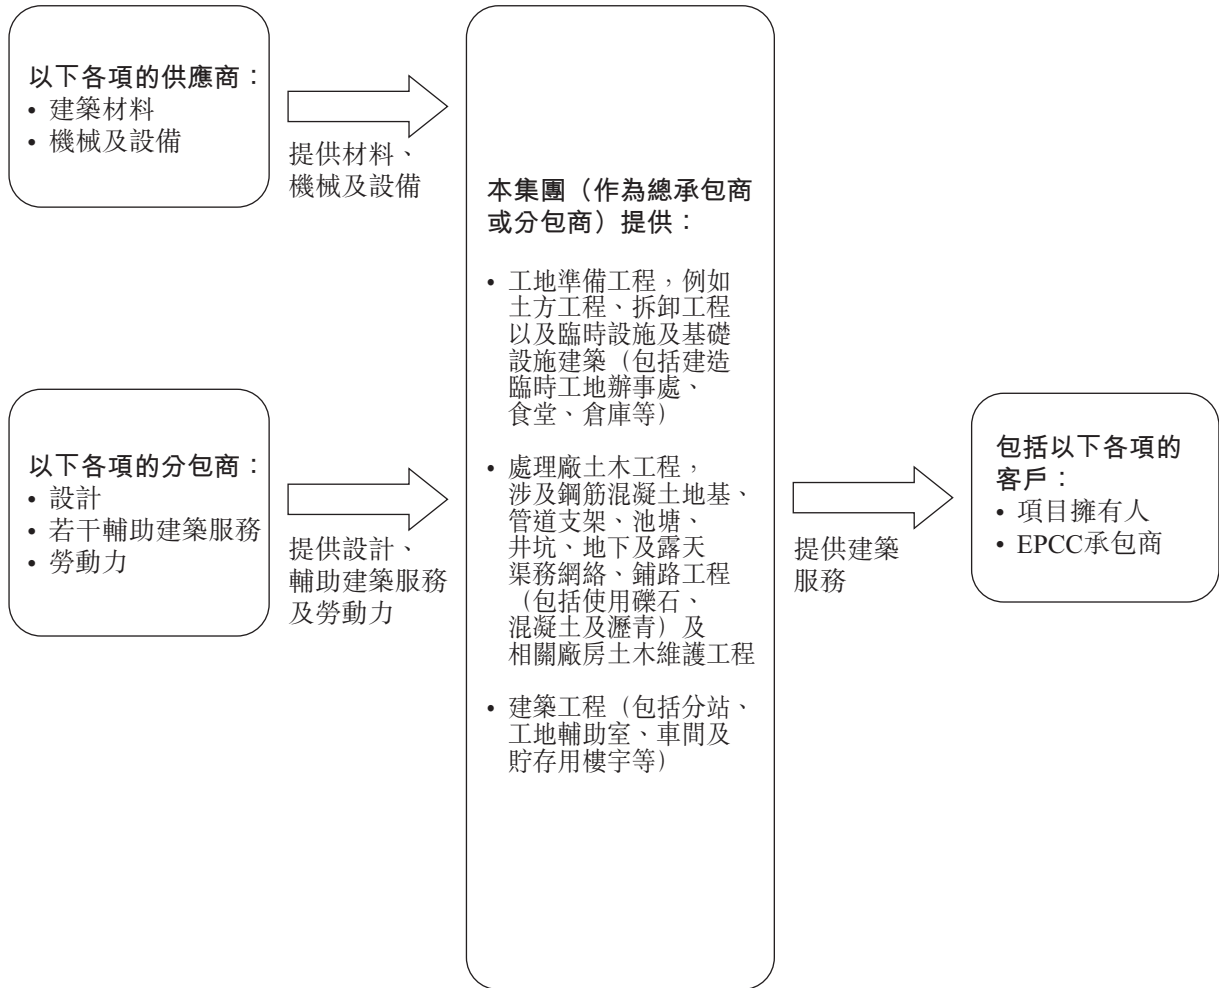 以下各項的供應商：
• 建築材料
• 機械及設備
提供材料、
機械及設備
以下各項的分包商：
• 設計
• 若干輔助建築服務
• 勞動力
提供設計、
輔助建築服務
及勞動力
本集團（作為總承包商
或分包商）提供：
• 工地準備工程，例如
土方工程、拆卸工程
以及臨時設施及基礎
設施建築（包括建造
臨時工地辦事處、
食堂、倉庫等）
• 處理廠土木工程，
涉及鋼筋混凝土地基、
管道支架、池塘、
井坑、地下及露天
渠務網絡、鋪路工程
（包括使用礫石、
混凝土及瀝青）及
相關廠房土木維護工程
• 建築工程（包括分站、
工地輔助室、車間及
貯存用樓宇等）
提供建築
服務
包括以下各項的
客戶：
• 項目擁有人
• EPCC承包商